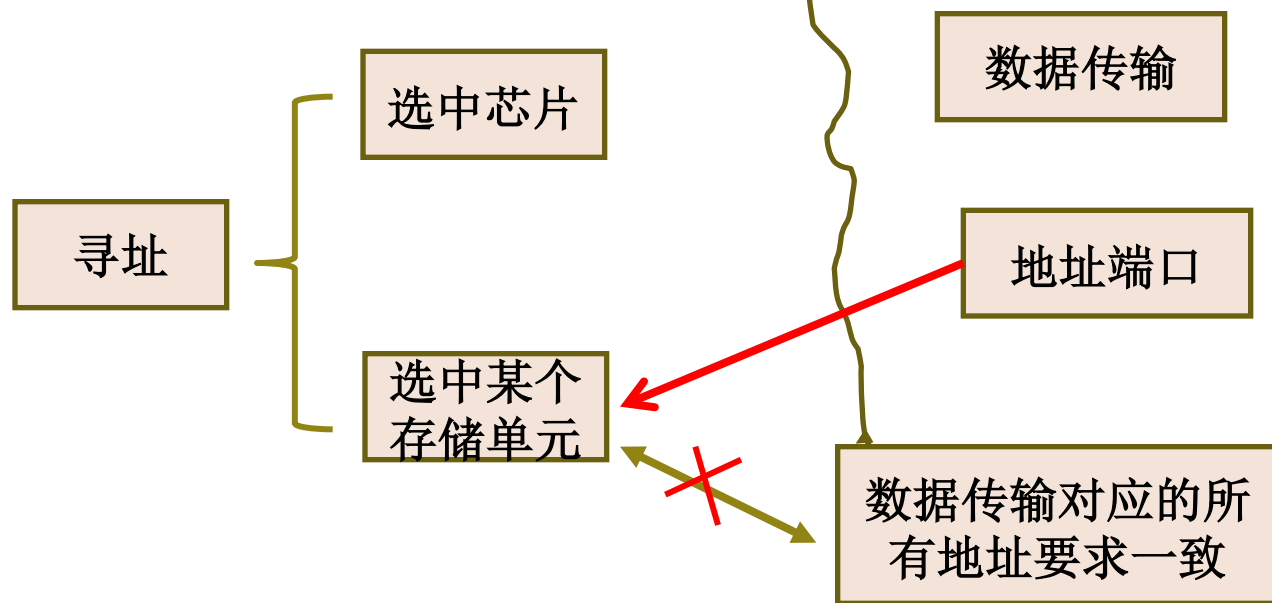 数据传输
选中芯片
寻址
地址端口
选中某个
存储单元
数据传输对应的所
有地址要求一致